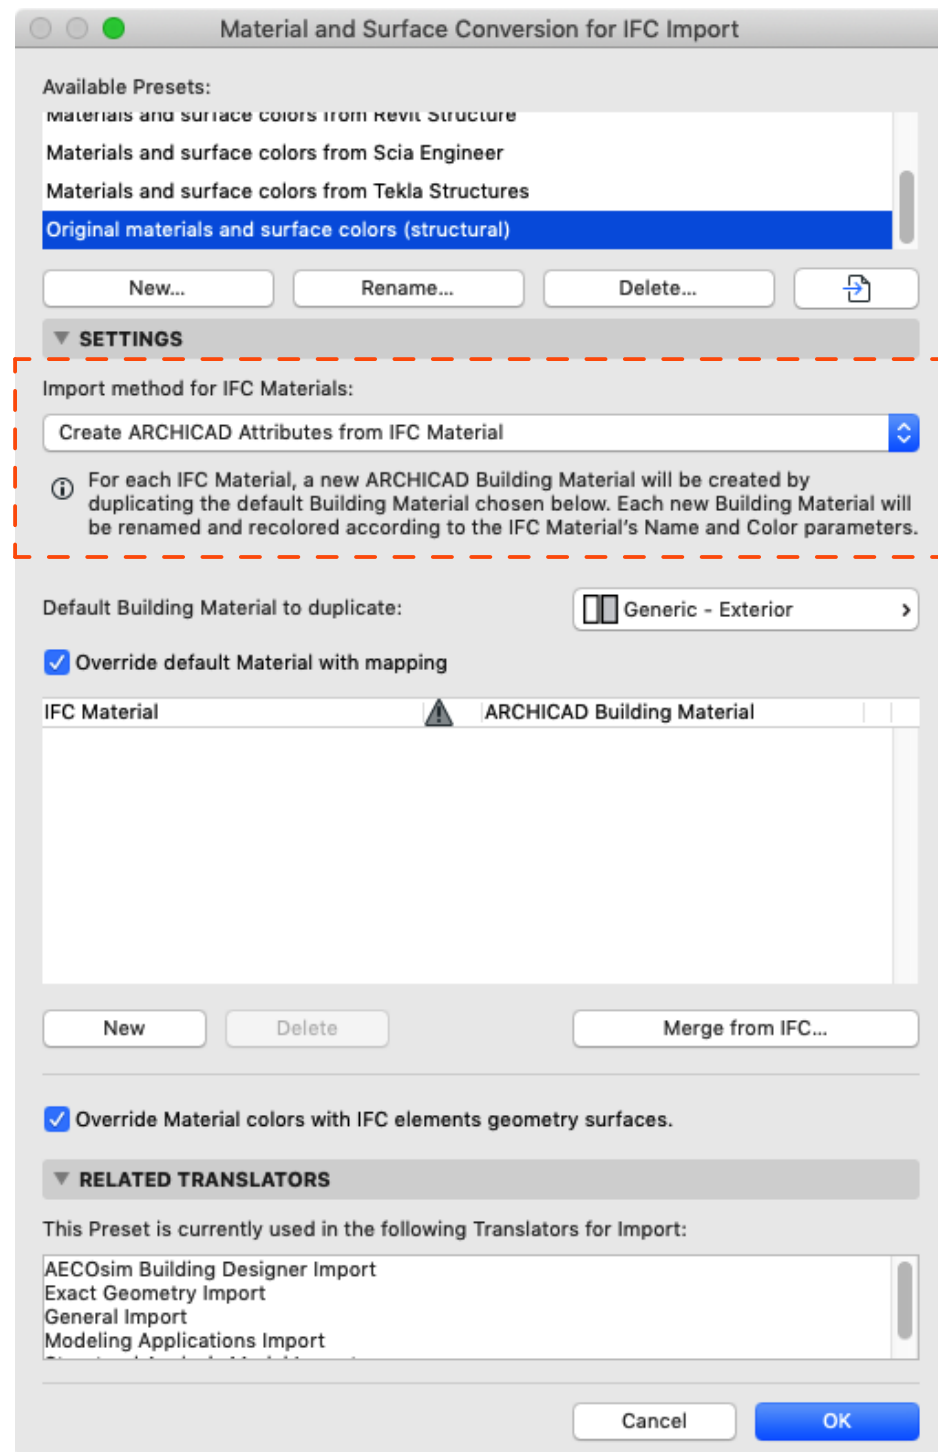 Material and Surface Conversion for IFC Import
Available Presets:
Materials and surface colors from Revit Structure
Materials and surface colors from Scia Engineer
Materials and surface colors from Tekla Structures
Original materials and surface colors (structural)
New... Rename... Delete...
SETTINGS
Import method for IFC Materials:
Create ARCHICAD Attributes from IFC Material
For each IFC Material, a new ARCHICAD Building Material will be created by
duplicating the default Building Material chosen below. Each new Building Material will
be renamed and recolored according to the IFC Material's Name and Color parameters.
Default Building Material to duplicate: Generic - Exterior
Override default Material with mapping
IFC Material ARCHICAD Building Material
New Delete Merge from IFC...
Override Material colors with IFC elements geometry surfaces.
RELATED TRANSLATORS
This Preset is currently used in the following Translators for Import:
AECOsim Building Designer Import
Exact Geometry Import
General Import
Modeling Applications Import
Cancel OK